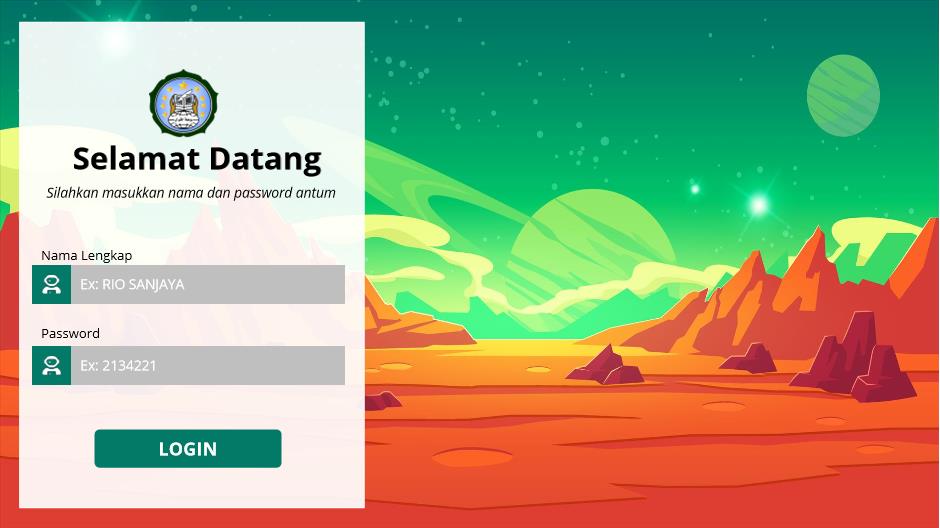 Selamat Datang
Silahkan masukkan nama dan password antum
Nama Lengkap
Ex: RIO SANJAYA
Password
Ex: 2134221
LOGIN